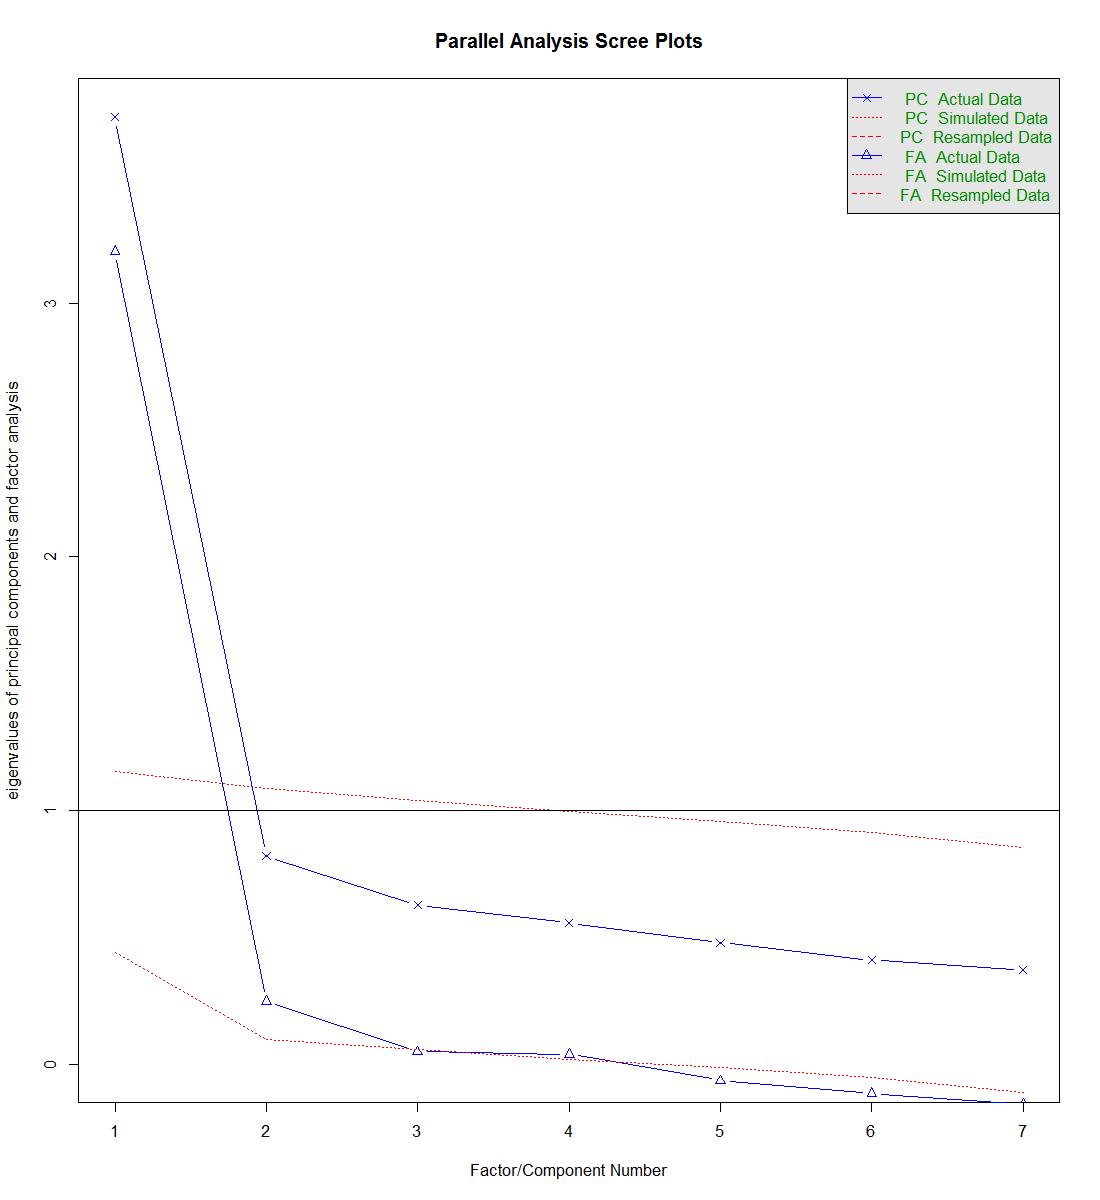 Parallel Analysis Scree Plots
PC Actual Data
PC Simulated Data
PC Resampled Data
FA Actual Data
FA Simulated Data
FA Resampled Data
eigenvalues of principal components and factor analysis
3
2
1
0
1 2 3 4 5 6 7
Factor/Component Number